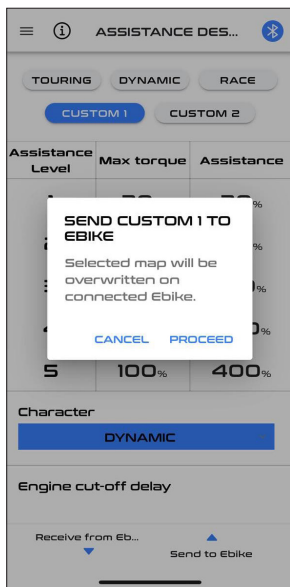 ASSISTANCE DES...
TOURING DYNAMIC RACE
CUSTOM 1 CUSTOM 2
Assistance Level Max torque Assistance
%
SEND CUSTOM 1 TO
EBIKE
%
Selected map will be
overwritten on
connected Ebike.
%
CANCEL PROCEED
%
5 100% 400%
Character
DYNAMIC
Engine cut-off delay
Receive from Eb...
Send to Ebike